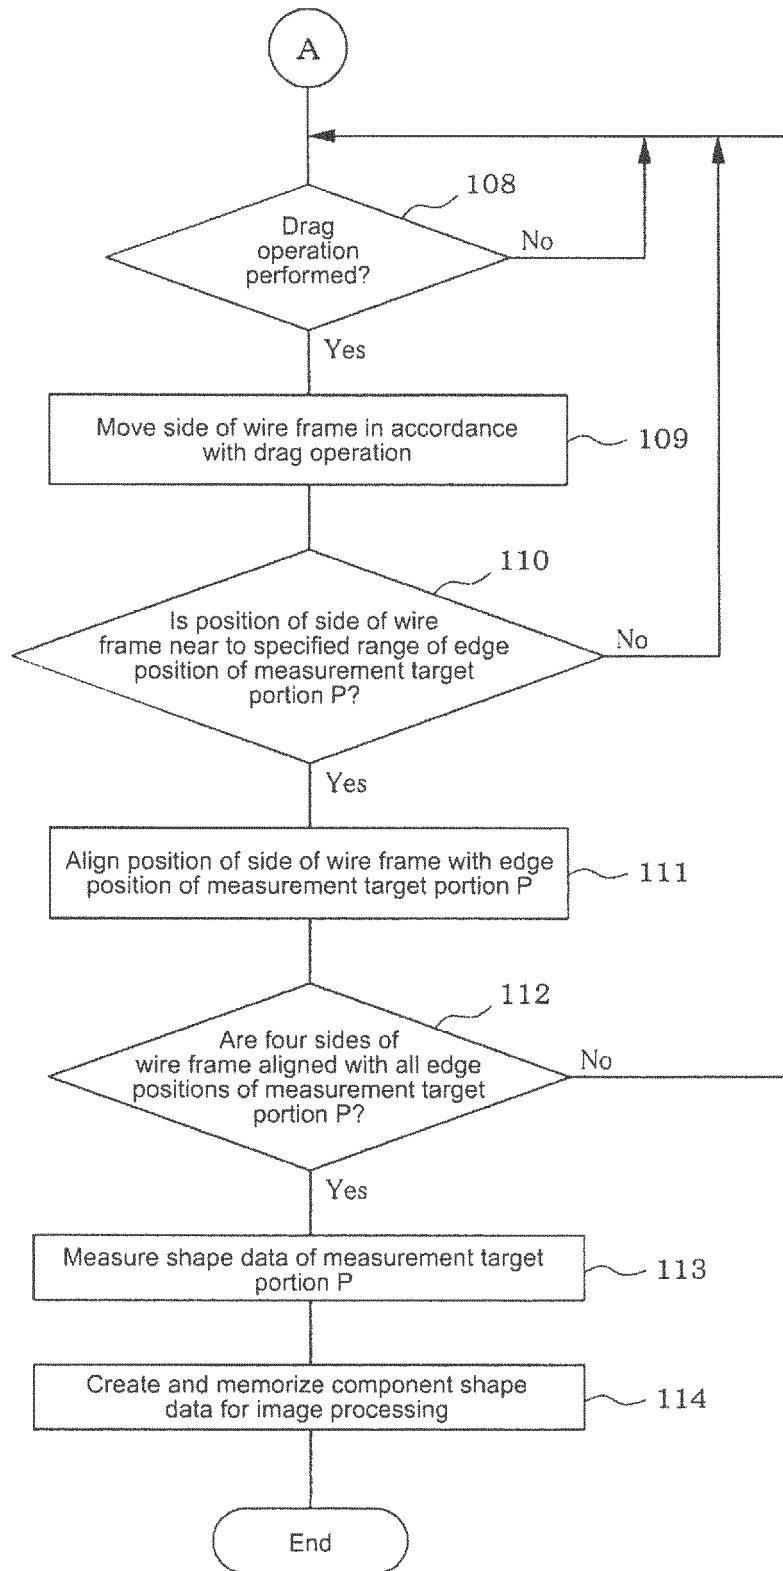 A
108
Drag
operation
performed?
No
Yes
Move side of wire frame in accordance
with drag operation
109
110
Is position of side of wire
frame near to specified range of edge
position of measurement target
portion P?
No
Yes
Align position of side of wire frame with edge
position of measurement target portion P
111
112
Are four sides of
wire frame aligned with all edge
positions of measurement target
portion P?
No
Yes
Measure shape data of measurement target
portion P
113
Create and memorize component shape
data for image processing
114
End